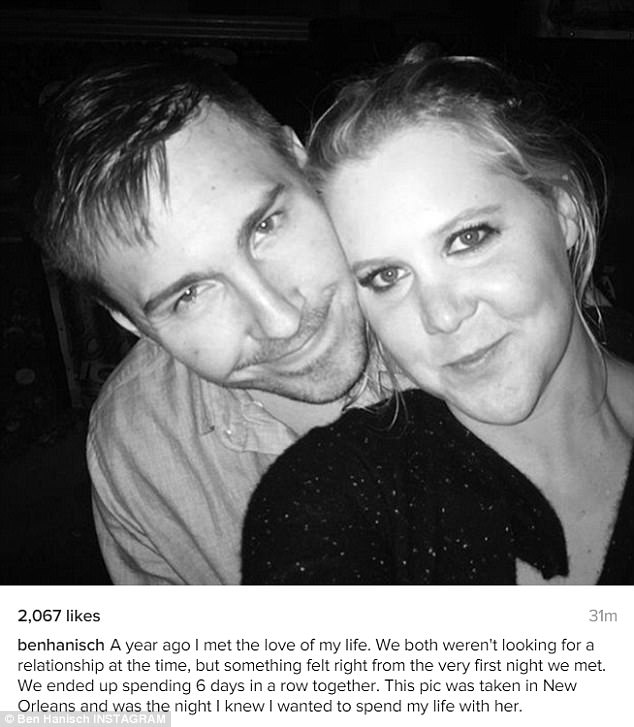 2,067 likes 31m
benhanisch A year ago I met the love of my life. We both weren't looking for a
relationship at the time, but something felt right from the very first night we met.
We ended up spending 6 days in a row together. This pic was taken in New
Orleans and was the night I knew I wanted to spend my life with her.
© Ben Hanisch INSTAGRAM